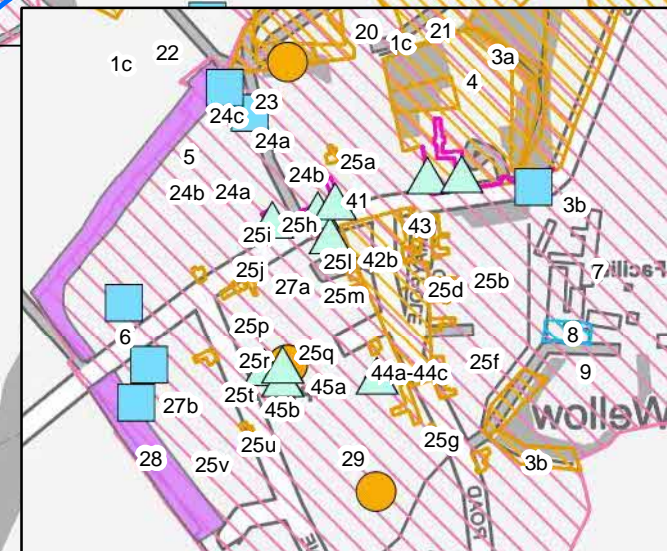 20
21
1c
22
1c
3a
4
23
24c
24a
5
24b
25a
24b
24a
41
3b
25h
43
25i
25l
42b
25j
27a
25m
25d
25b
7
6
25p
8
25r
25q
44a-44c
25f
9
25t
45a
27b
45b
25u
25g
28
25v
29
3b
Wellow
ROAD